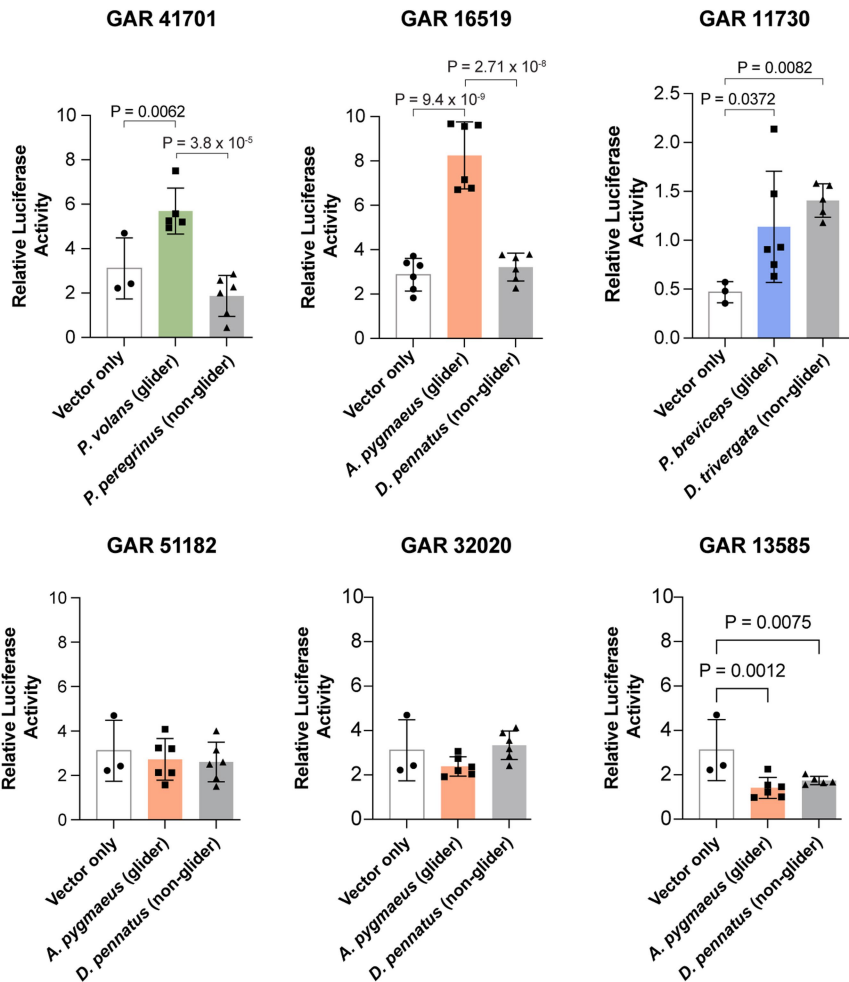 GAR 41701
Relative Luciferase
Activity
10
8
6
4
2
0
P = 0.0062
P = 3.8 x 10⁻⁵
Vector only
P. volans (glider)
P. peregrinus (non-glider)
GAR 16519
Relative Luciferase
Activity
10
8
6
4
2
0
P = 2.71 x 10⁻⁸
P = 9.4 x 10⁻⁹
Vector only
A. pygmaeus (glider)
D. pennatus (non-glider)
GAR 11730
Relative Luciferase
Activity
2.5
2.0
1.5
1.0
0.5
0.0
P = 0.0082
P = 0.0372
Vector only
P. breviceps (glider)
D. trivergata (non-glider)
GAR 51182
Relative Luciferase
Activity
10
8
6
4
2
0
Vector only
A. pygmaeus (glider)
D. pennatus (non-glider)
GAR 32020
Relative Luciferase
Activity
10
8
6
4
2
0
Vector only
A. pygmaeus (glider)
D. pennatus (non-glider)
GAR 13585
Relative Luciferase
Activity
10
8
6
4
2
0
P = 0.0075
P = 0.0012
Vector only
A. pygmaeus (glider)
D. pennatus (non-glider)